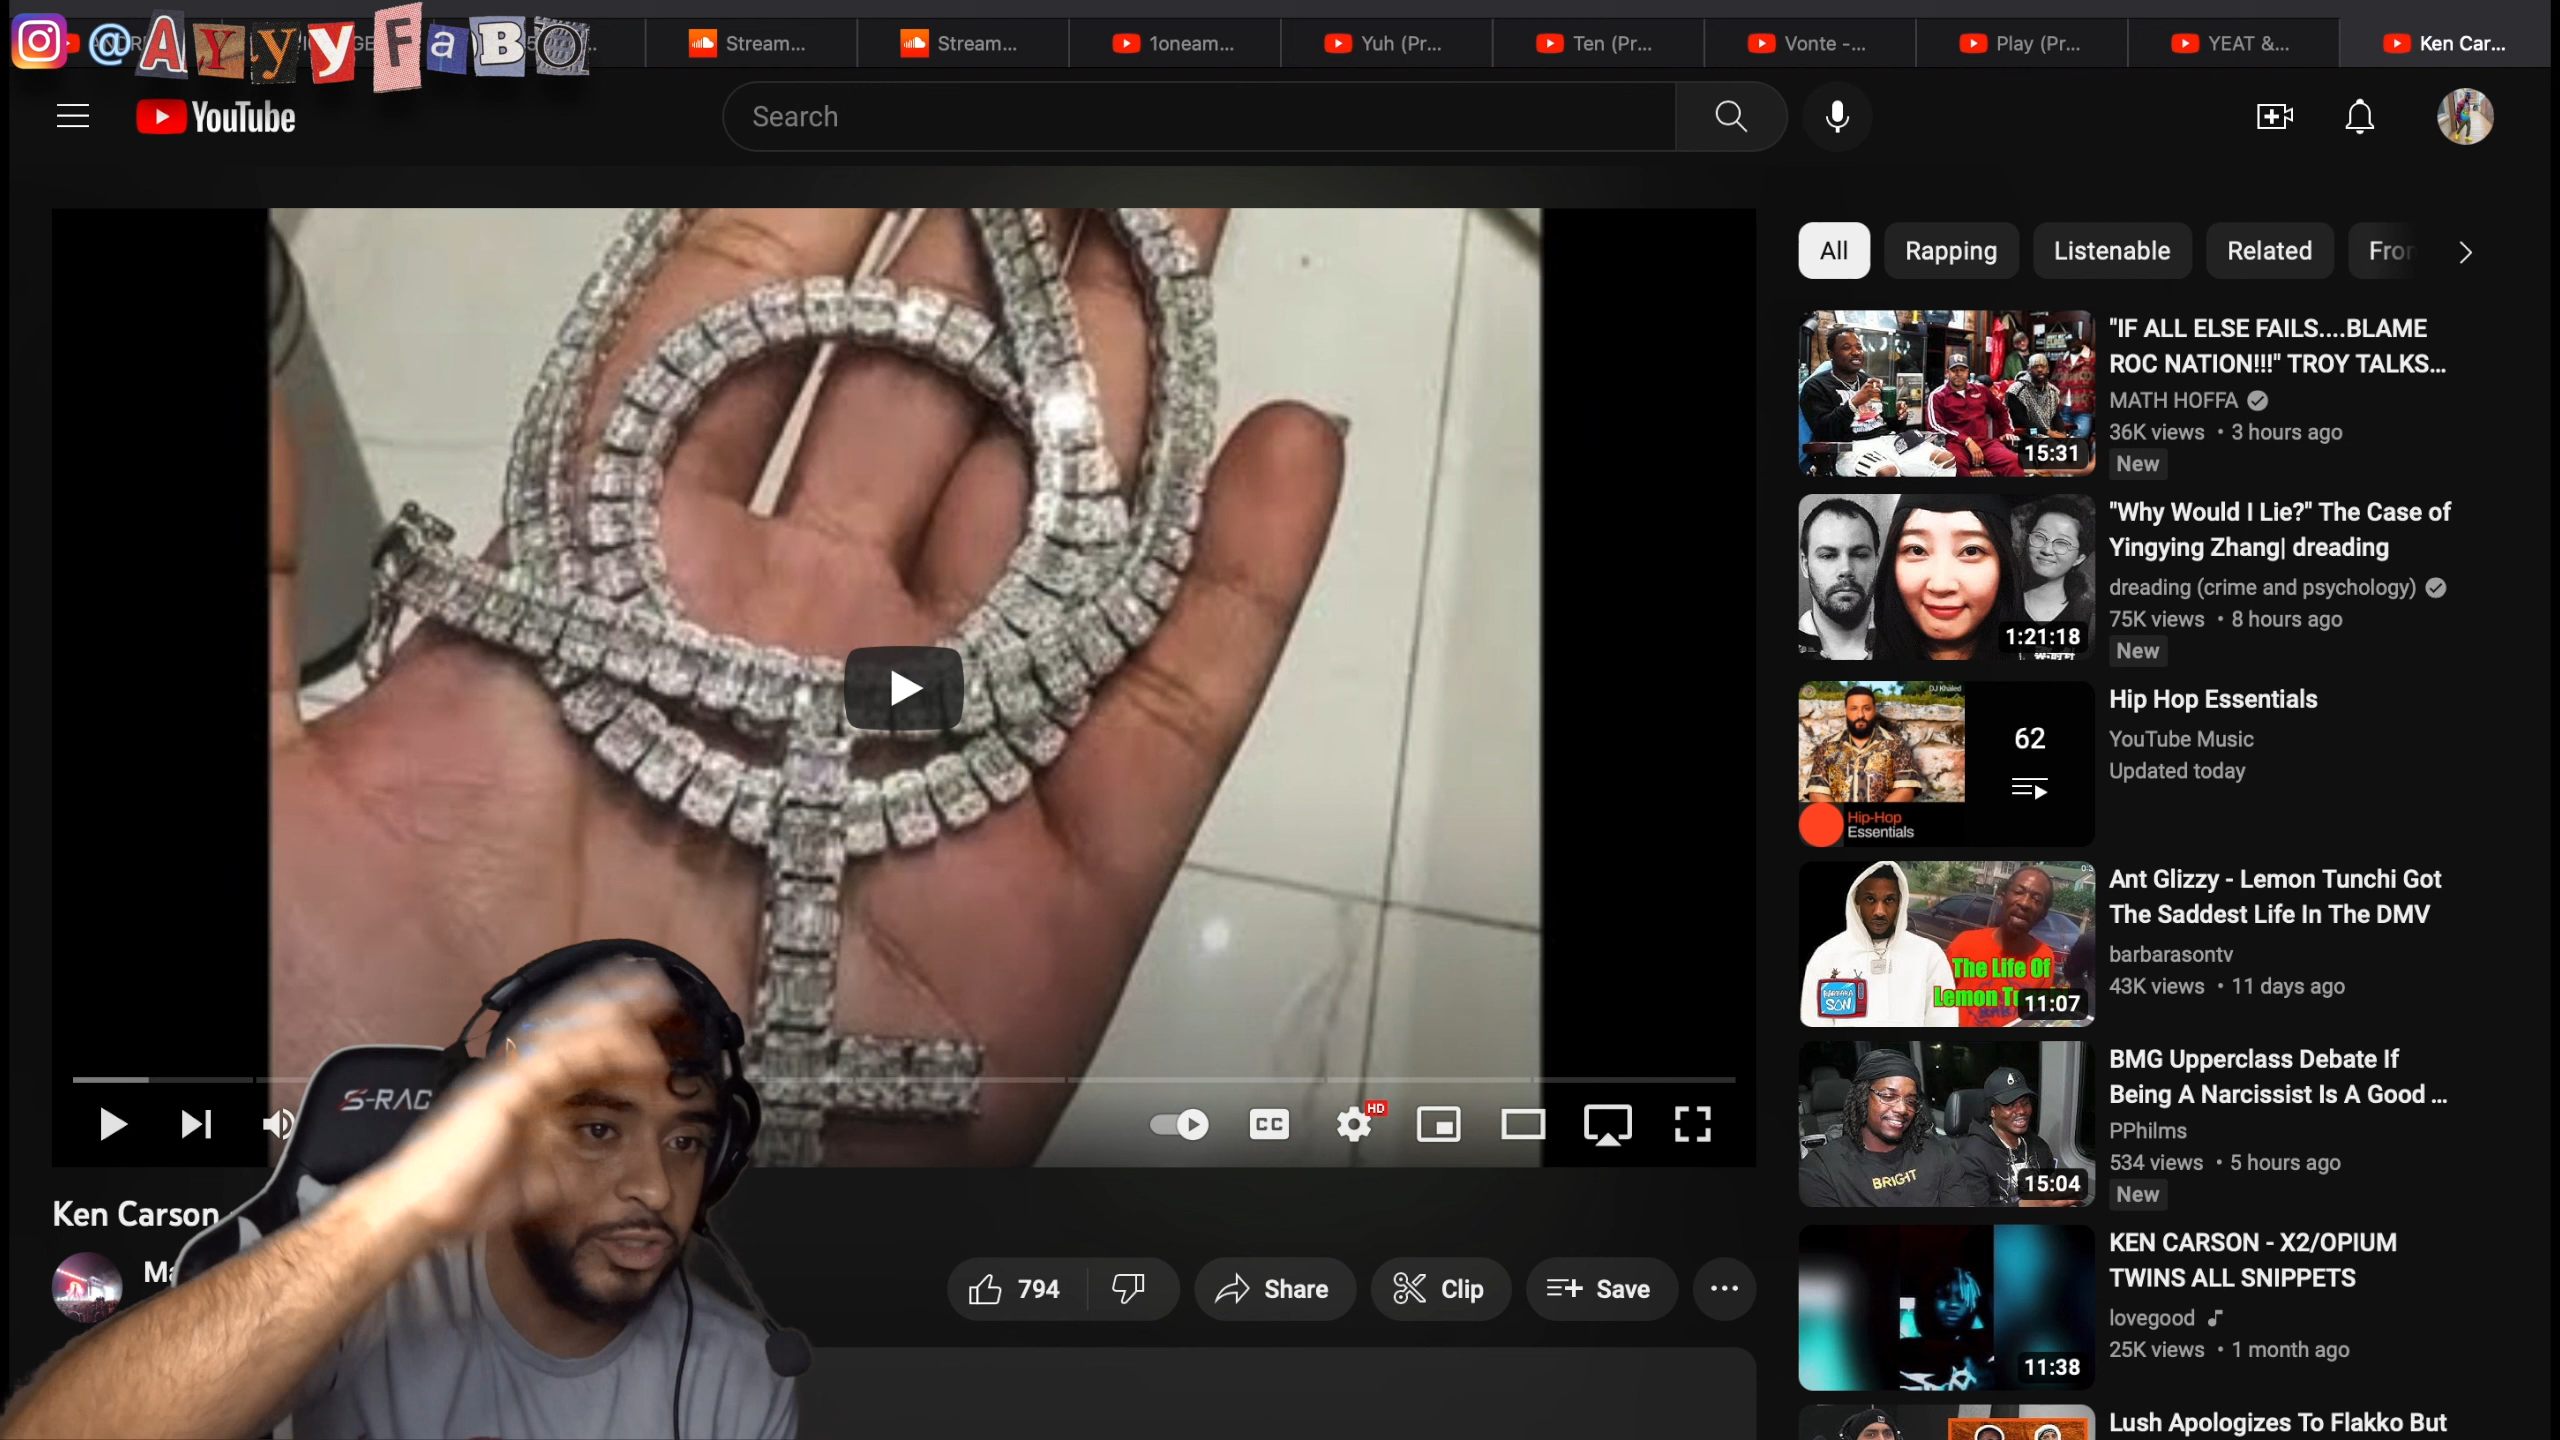 @AYyyFaBO
Stream...
Stream...
1oneam...
Yuh (Pr...
Ten (Pr...
Vonte -...
Play (Pr...
YEAT &...
Ken Car...
YouTube
Search
All
Rapping
Listenable
Related
"IF ALL ELSE FAILS....BLAME
ROC NATION!!!" TROY TALKS...
MATH HOFFA
36K views • 3 hours ago
New
15:31
"Why Would I Lie?" The Case of
Yingying Zhang| dreading
dreading (crime and psychology)
75K views • 8 hours ago
New
1:21:18
DJ Khaled
62
Hip-Hop
Essentials
Hip Hop Essentials
YouTube Music
Updated today
The Life Of
11:07
Ant Glizzy - Lemon Tunchi Got
The Saddest Life In The DMV
barbarasontv
43K views • 11 days ago
BRIGHT
15:04
BMG Upperclass Debate If
Being A Narcissist Is A Good ...
PPhilms
534 views • 5 hours ago
New
11:38
KEN CARSON - X2/OPIUM
TWINS ALL SNIPPETS
lovegood
25K views • 1 month ago
Lush Apologizes To Flakko But
CC
HD
S-RAC
Ken Carson
794
Share
Clip
Save